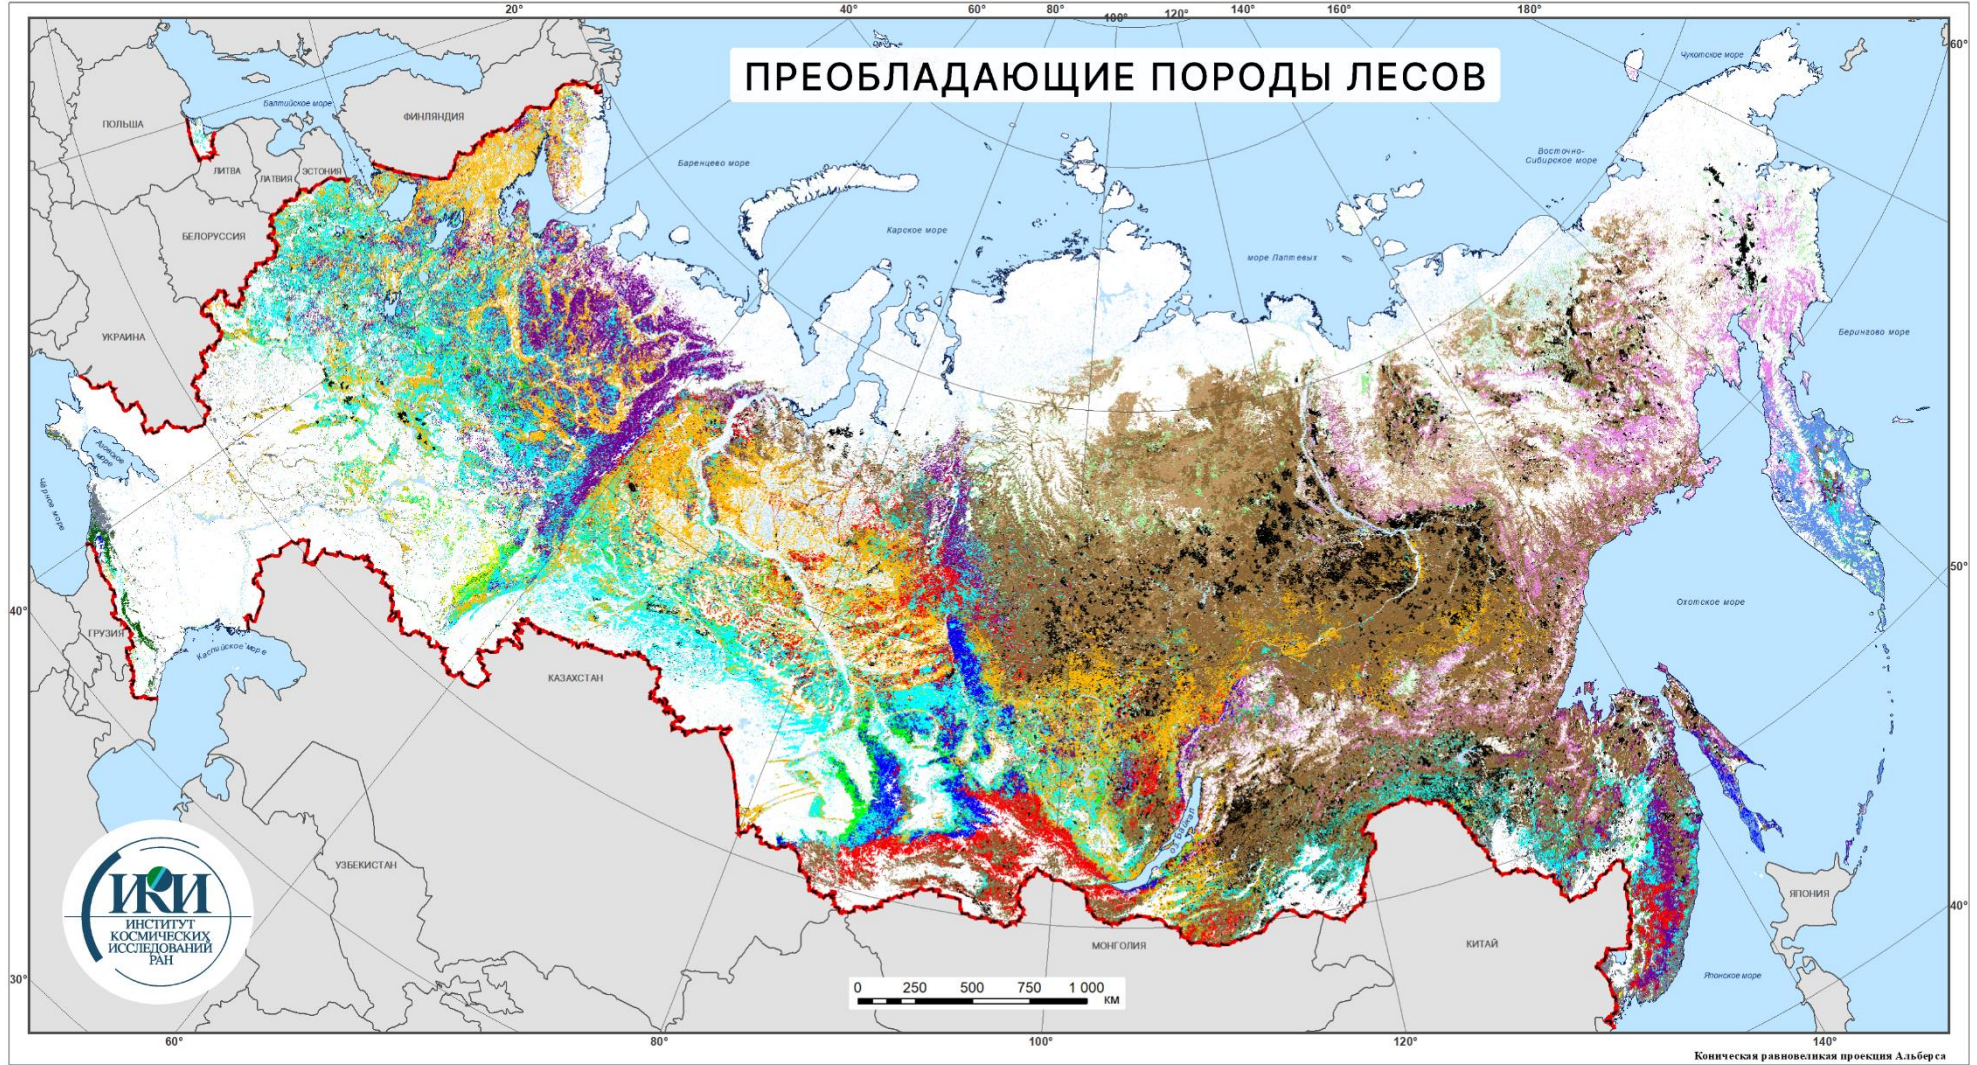 20°
40°
60°
80°
100°
120°
140°
160°
180°
60°
ПРЕОБЛАДАЮЩИЕ ПОРОДЫ ЛЕСОВ
Чукотское море
Балтийское море
ПОЛЬША
ФИНЛЯНДИЯ
ЛИТВА
ЛАТВИЯ
ЭСТОНИЯ
Баренцево море
Восточно-
Сибирское море
БЕЛОРУССИЯ
Карское море
море Лаптевых
УКРАИНА
Берингово море
Азовское
море
Чёрное море
50°
40°
Охотское море
ГРУЗИЯ
Каспийское море
КАЗАХСТАН
оз. Байкал
УЗБЕКИСТАН
ЯПОНИЯ
40°
МОНГОЛИЯ
КИТАЙ
Японское море
ИКИ
ИНСТИТУТ
КОСМИЧЕСКИХ
ИССЛЕДОВАНИЙ
РАН
30°
0 250 500 750 1 000
КМ
60°
80°
100°
120°
140°
Коническая равновеликая проекция Альберса